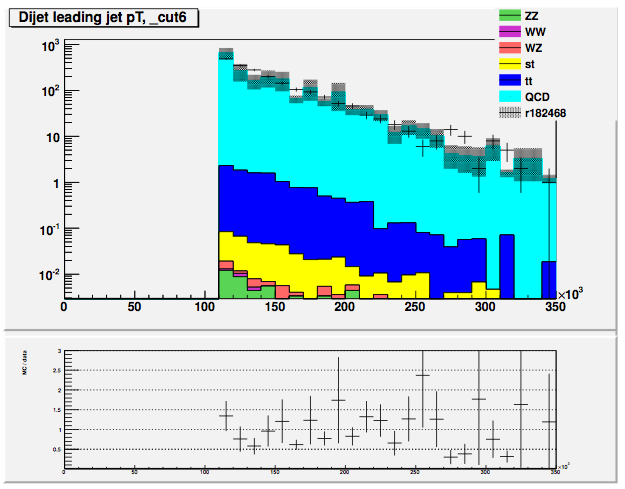 Dijet leading jet pT, _cut6
ZZ
WW
WZ
st
tt
QCD
r182468
10³
10²
10
1
10⁻¹
10⁻²
0 50 100 150 200 250 300 350
×10³
MC / data
3
2.5
2
1.5
1
0.5
0
0 50 100 150 200 250 300 350
×10³